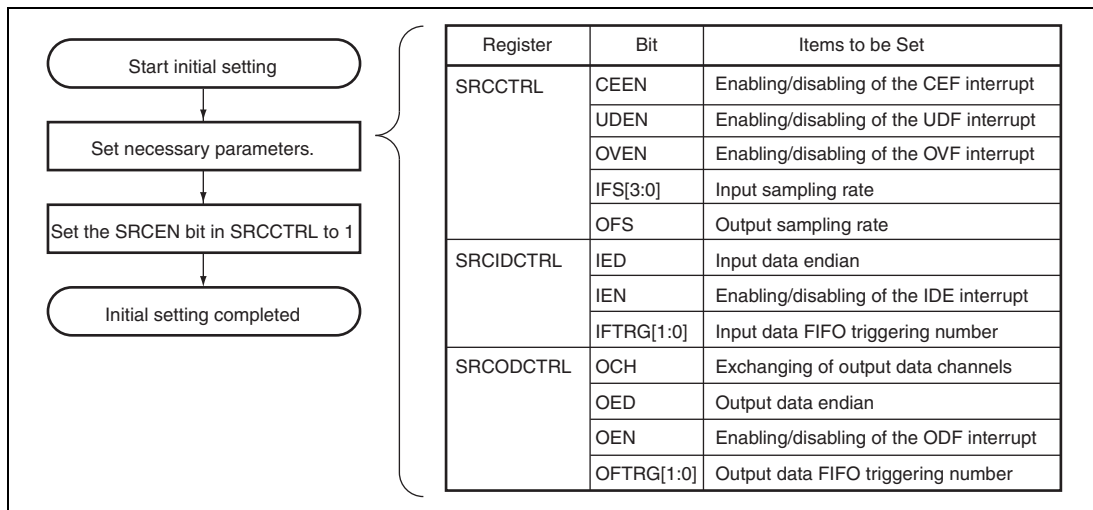 Start initial setting
Set necessary parameters.
Set the SRCEN bit in SRCCTRL to 1
Initial setting completed
Register Bit Items to be Set
SRCCTRL CEEN Enabling/disabling of the CEF interrupt
UDEN Enabling/disabling of the UDF interrupt
OVEN Enabling/disabling of the OVF interrupt
IFS[3:0] Input sampling rate
OFS Output sampling rate
SRCIDCTRL IED Input data endian
IEN Enabling/disabling of the IDE interrupt
IFTRG[1:0] Input data FIFO triggering number
SRCODCTRL OCH Exchanging of output data channels
OED Output data endian
OEN Enabling/disabling of the ODF interrupt
OFTRG[1:0] Output data FIFO triggering number